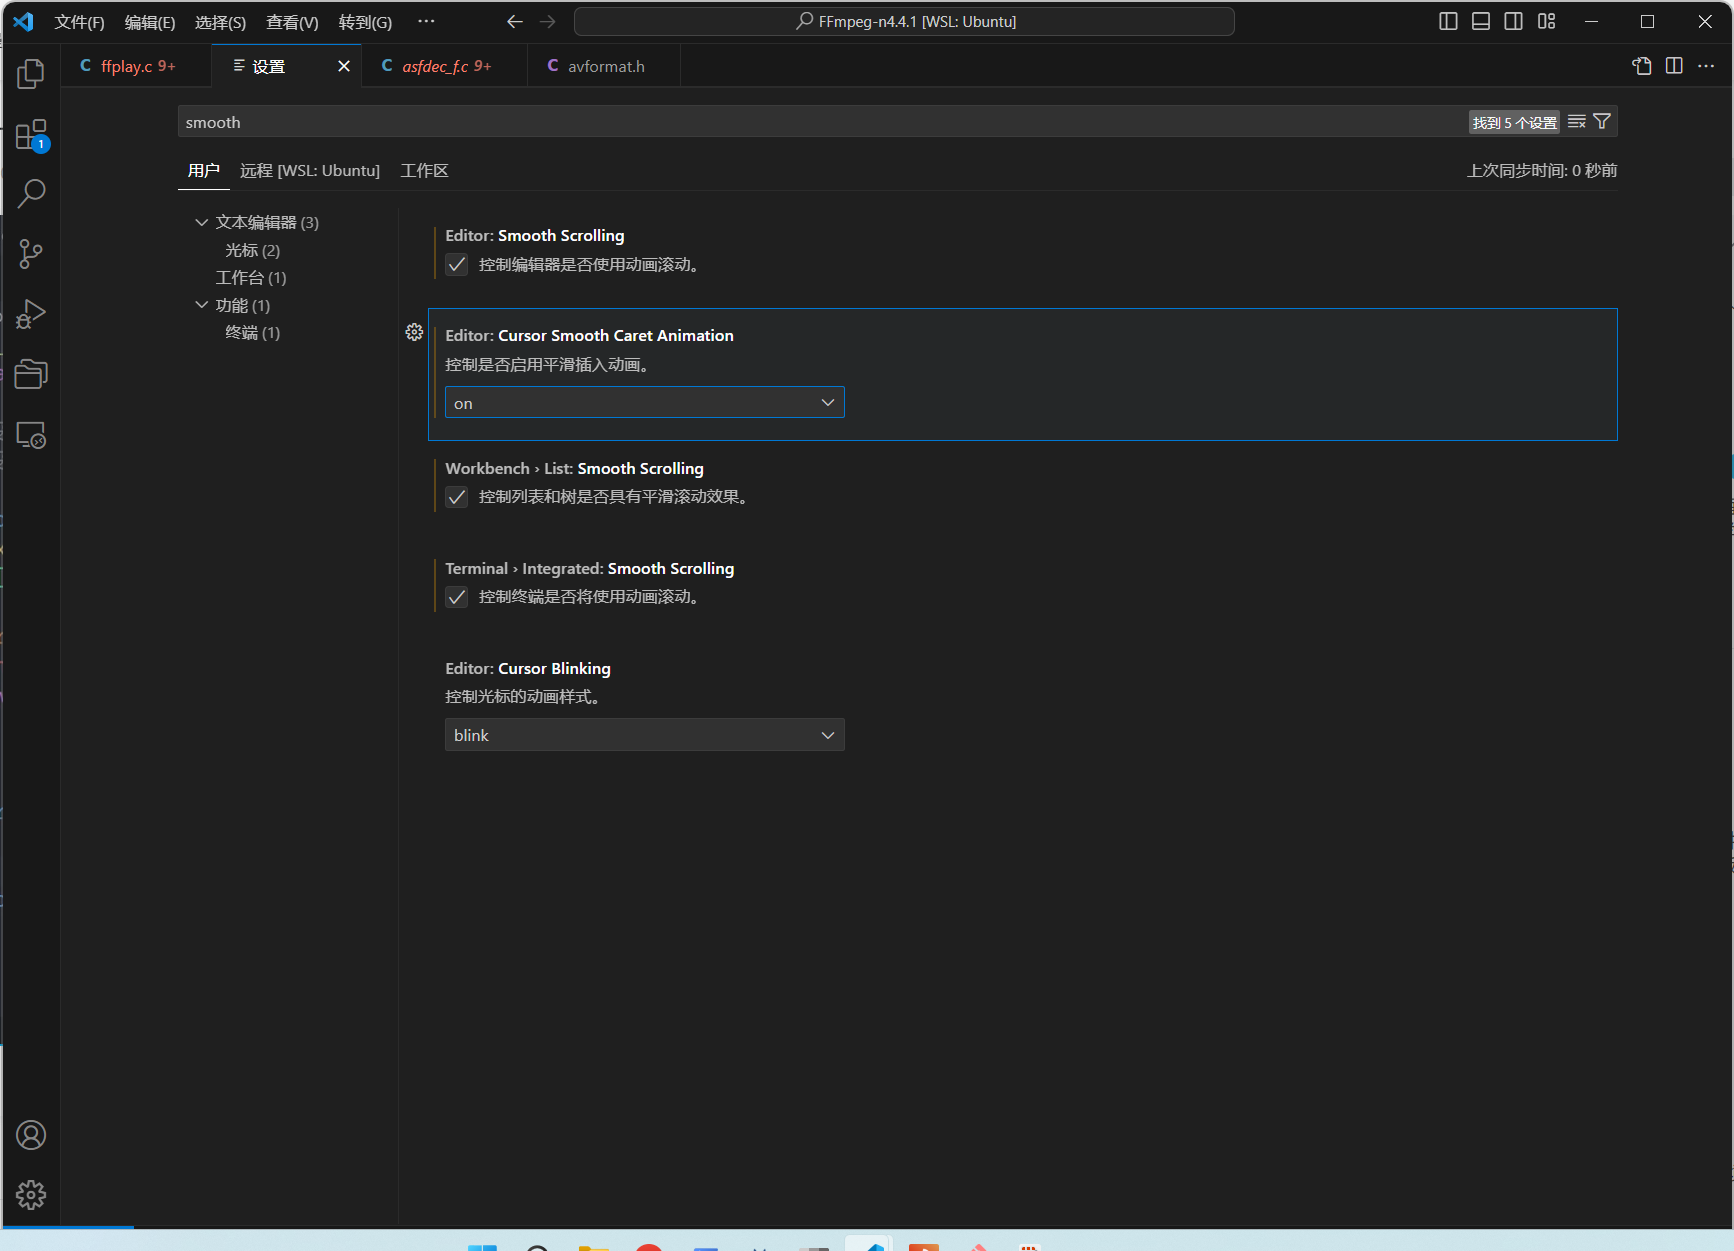 文件(F) 编辑(E) 选择(S) 查看(V) 转到(G) ··· FFmpeg-n4.4.1 [WSL: Ubuntu]
C ffplay.c 9+ 设置 C asfdec_f.c 9+ C avformat.h
smooth 找到 5 个设置
1
用户 远程 [WSL: Ubuntu] 工作区 上次同步时间: 0 秒前
文本编辑器 (3)
光标 (2)
工作台 (1)
功能 (1)
终端 (1)
Editor: Smooth Scrolling
控制编辑器是否使用动画滚动。
Editor: Cursor Smooth Caret Animation
控制是否启用平滑插入动画。
on
Workbench › List: Smooth Scrolling
控制列表和树是否具有平滑滚动效果。
Terminal › Integrated: Smooth Scrolling
控制终端是否将使用动画滚动。
Editor: Cursor Blinking
控制光标的动画样式。
blink